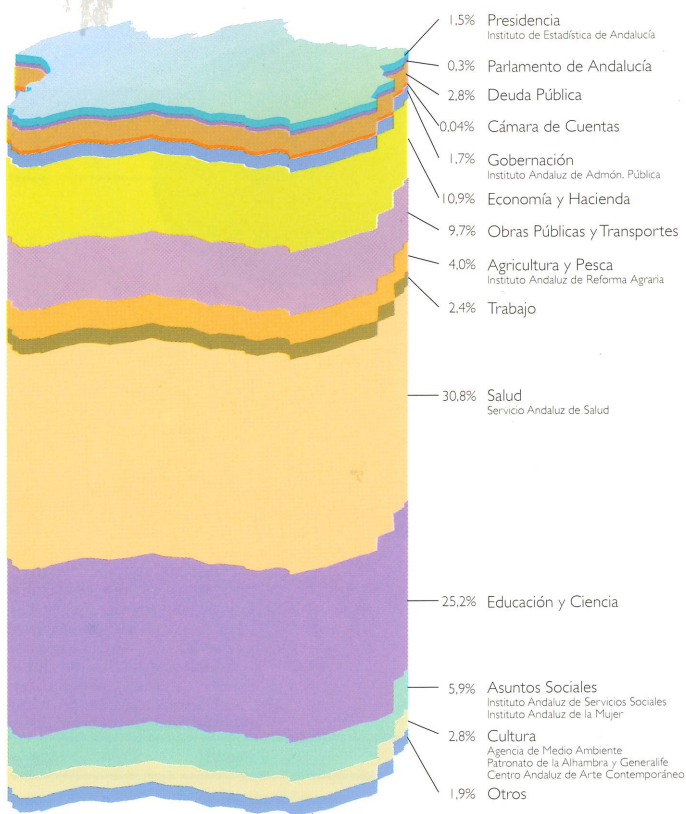 1,5% Presidencia
Instituto de Estadística de Andalucía
0.3% Parlamento de Andalucía
2.8% Deuda Pública
0.04% Cámara de Cuentas
1,7% Gobernación
Instituto Andaluz de Admón. Pública
10.9% Economía y Hacienda
9.7% Obras Públicas y Transportes
4.0% Agricultura y Pesca
Instituto Andaluz de Reforma Agraria
2.4% Trabajo
30.8% Salud
Servicio Andaluz de Salud
25,2% Educación y Ciencia
5,9% Asuntos Sociales
Instituto Andaluz de Servicios Sociales
Instituto Andaluz de la Mujer
2.8% Cultura
Agencia de Medio Ambiente
Patronato de la Alhambra y Generalife
Centro Andaluz de Arte Contemporáneo
1,9% Otros